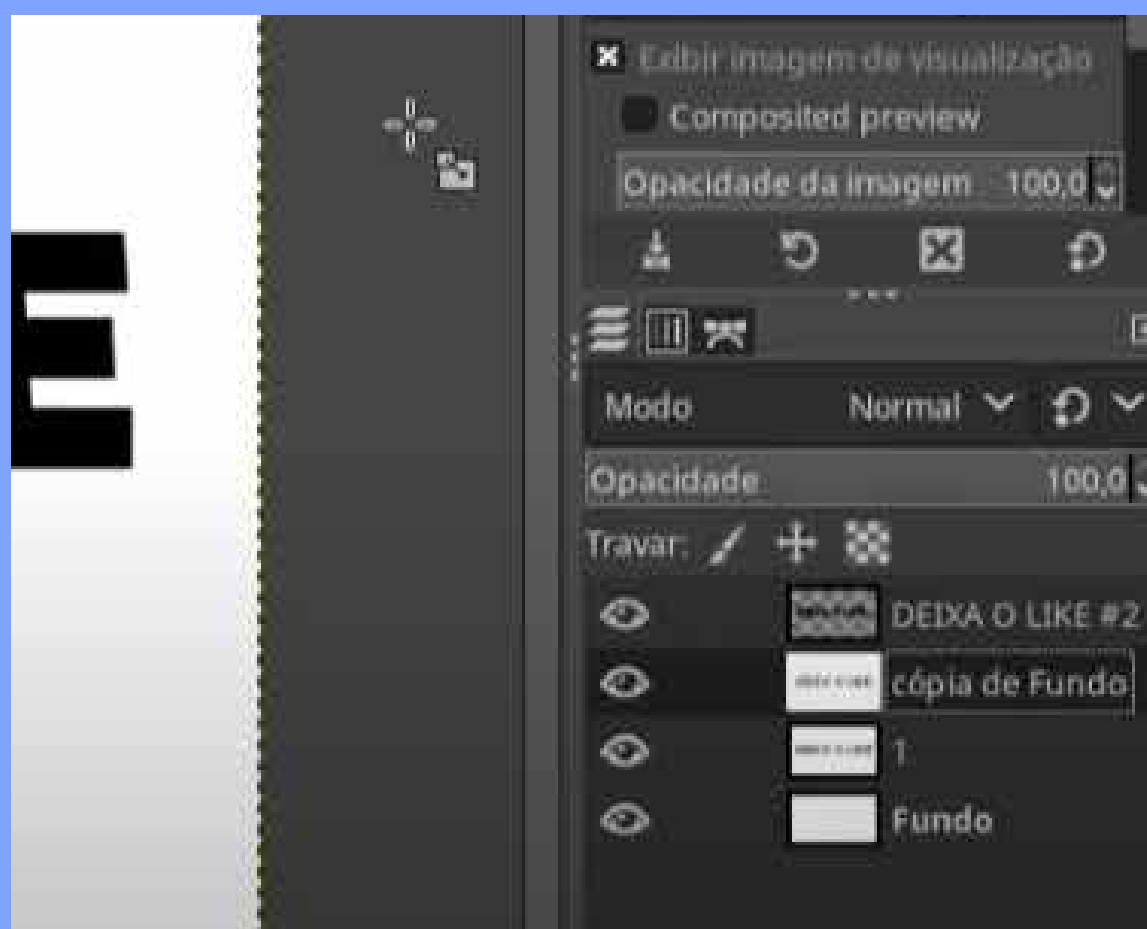 Exibir imagem de visualização
Composited preview
Opacidade da imagem 100,0
E
Modo Normal
Opacidade 100,0
Travar:
DEIXA O LIKE #2
cópia de Fundo
1
Fundo